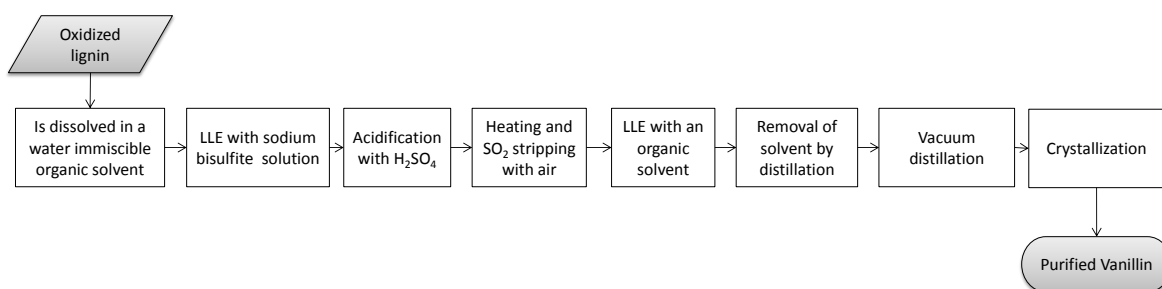 Oxidized
lignin
Is dissolved in a
water immiscible
organic solvent
LLE with sodium
bisulfite solution
Acidification
with H₂SO₄
Heating and
SO₂ stripping
with air
LLE with an
organic
solvent
Removal of
solvent by
distillation
Vacuum
distillation
Crystallization
Purified Vanillin